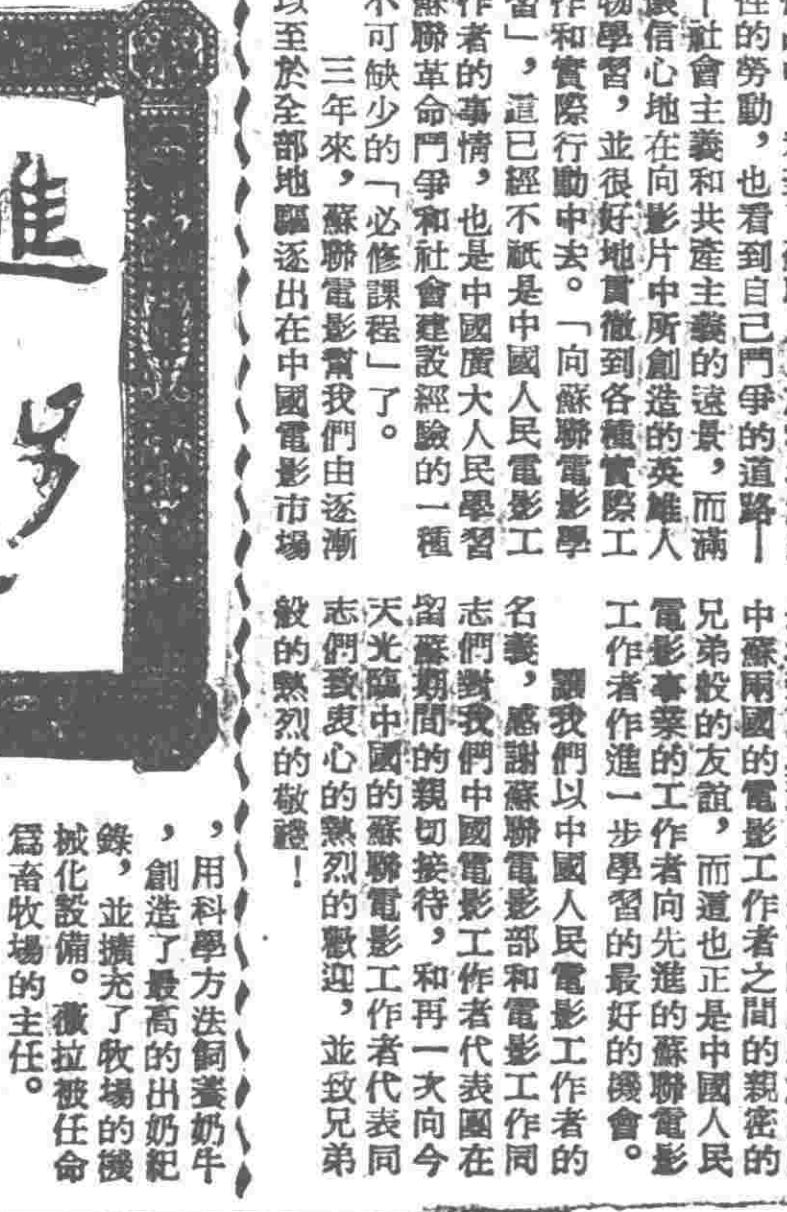 性的勞動，也看到自己鬥爭的道路—
—社會主義和共產主義的遠景，而滿
懷信心地在向影片中所創造的英雄人
物學習，並很好地貫徹到各種實際工
作和實際行動中去。「向蘇聯電影學
習」，這已經不祇是中國人民電影工
作者的事情，也是中國廣大人民學習
蘇聯革命鬥爭和社會建設經驗的一種
不可缺少的「必修課程」了。
三年來，蘇聯電影幫我們由逐漸
以至於全部地驅逐出在中國電影市場
中蘇兩國的電影工作者之間的親密的
兄弟般的友誼，而這也正是中國人民
電影事業的工作者向先進的蘇聯電影
工作者作進一步學習的最好的機會。
讓我們以中國人民電影工作者的
名義，感謝蘇聯電影部和電影工作同
志們對我們中國電影工作者代表團在
留蘇期間的親切接待，和再一次向今
天光臨中國的蘇聯電影工作者代表同
志們致衷心的熱烈的歡迎，並致兄弟
般的熱烈的敬禮！
進
，用科學方法飼養奶牛
，創造了最高的出奶紀
錄，並擴充了牧場的機
械化設備。薇拉被任命
爲畜牧場的主任。